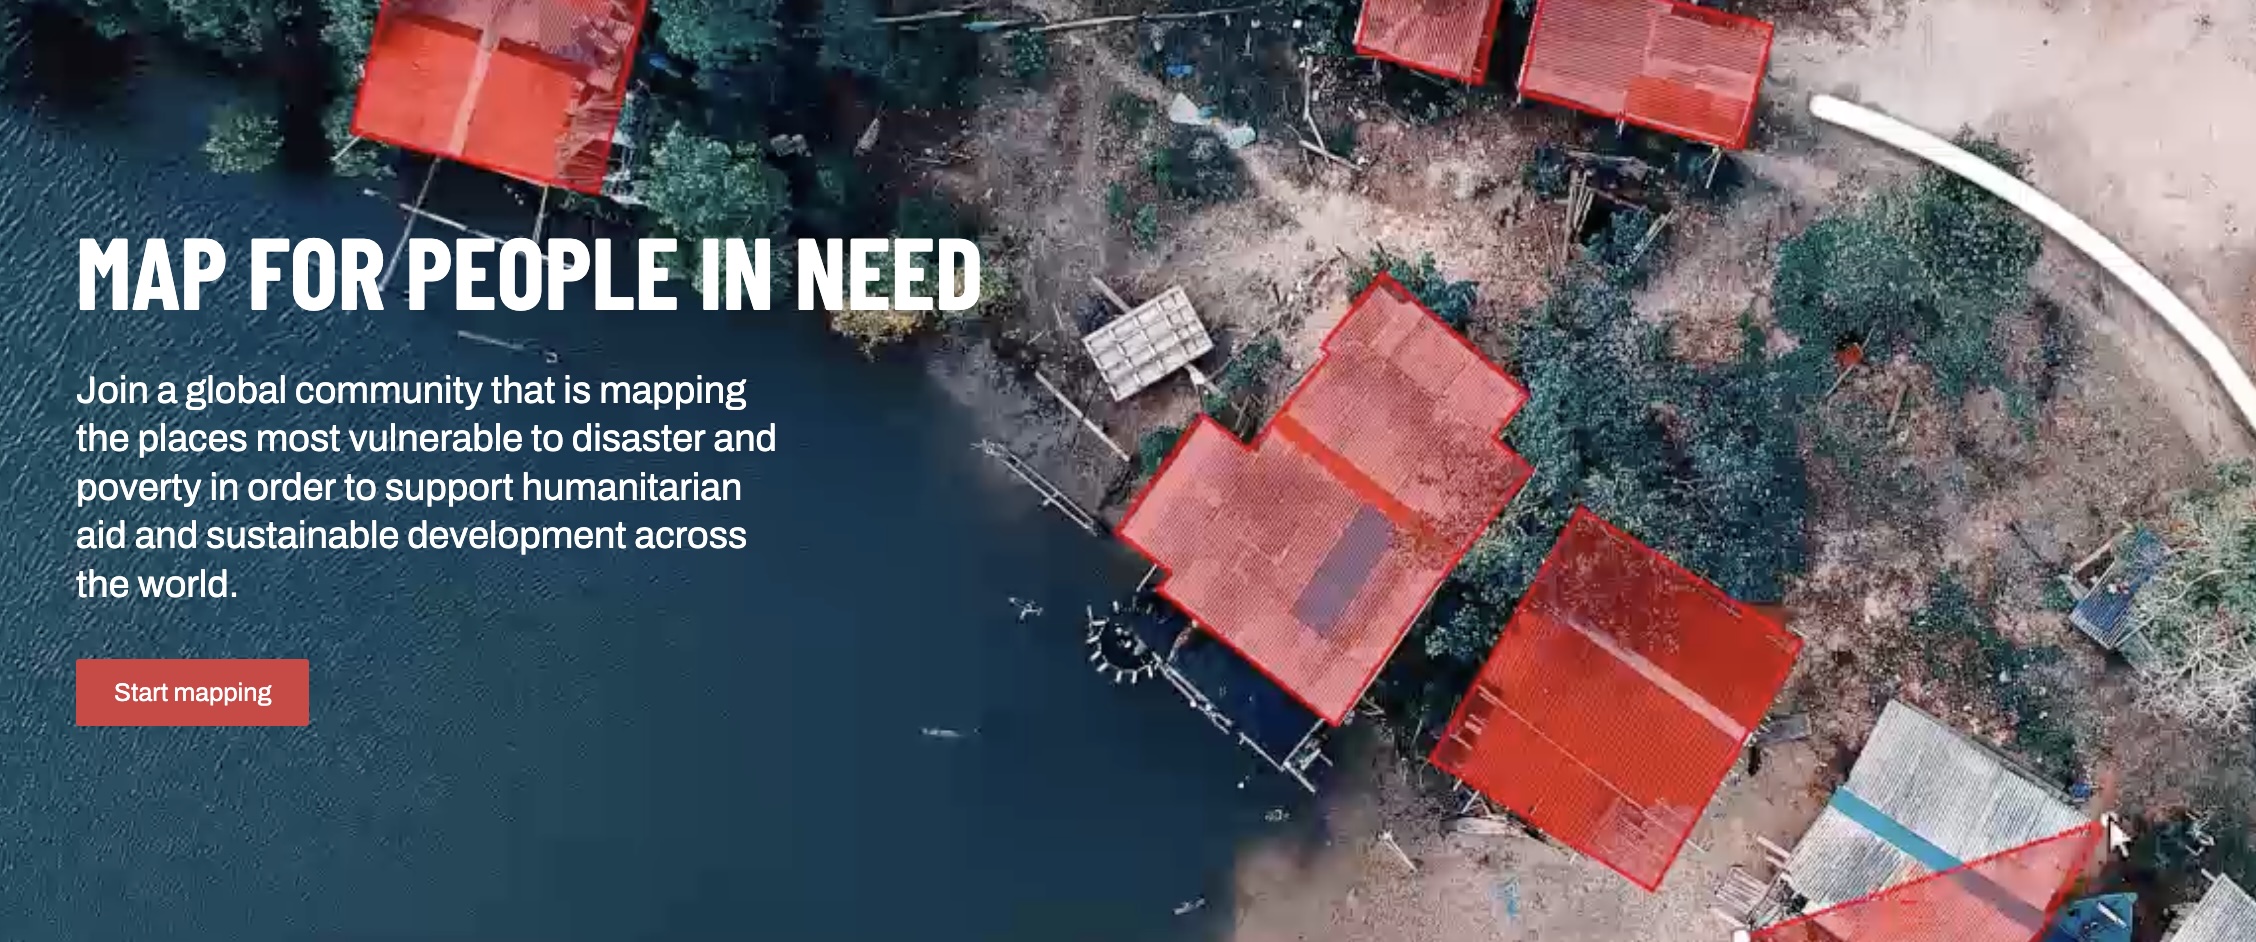 MAP FOR PEOPLE IN NEED
Join a global community that is mapping
the places most vulnerable to disaster and
poverty in order to support humanitarian
aid and sustainable development across
the world.
Start mapping